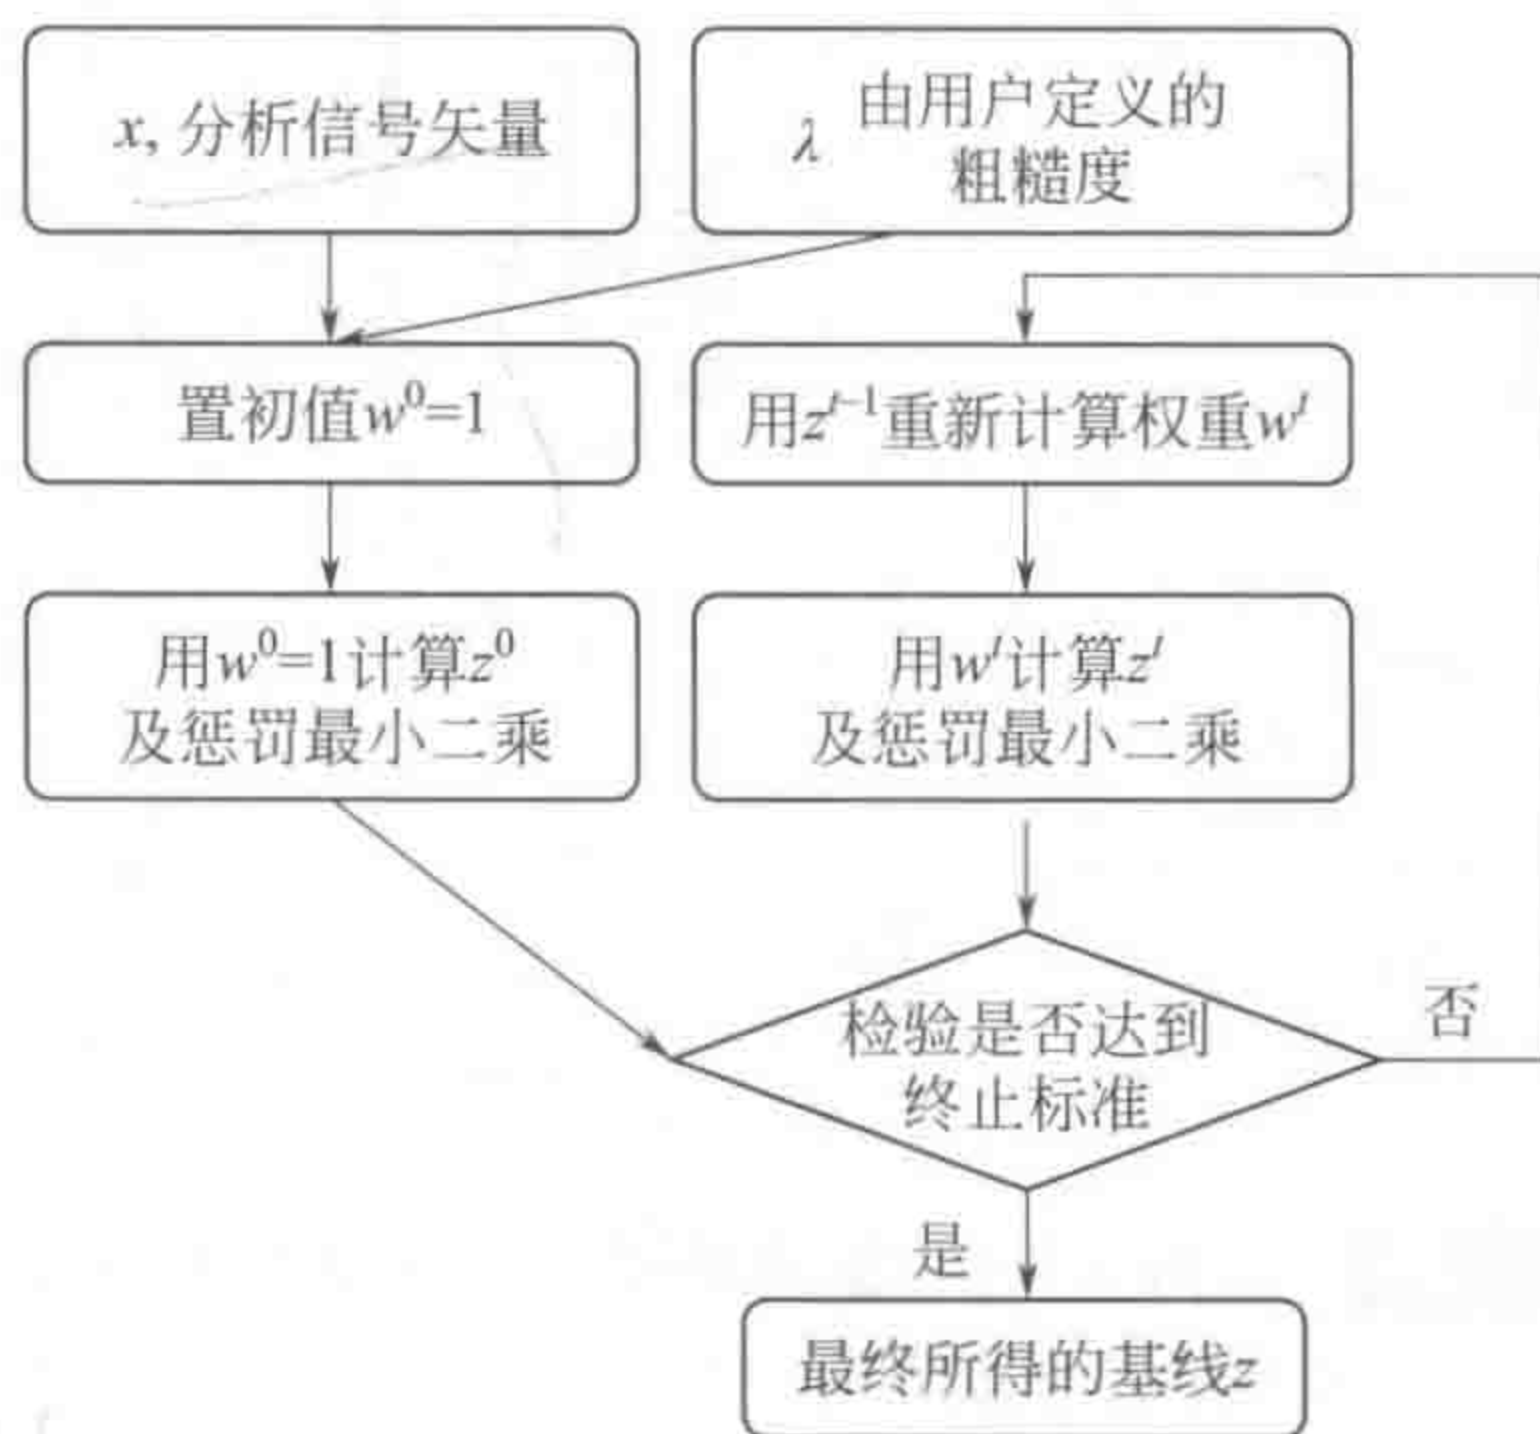 x, 分析信号矢量
λ 由用户定义的
粗糙度
置初值w⁰=1
用zᵗ⁻¹重新计算权重wᵗ
用w⁰=1计算z⁰
及惩罚最小二乘
用wᵗ计算zᵗ
及惩罚最小二乘
检验是否达到
终止标准
否
是
最终所得的基线z